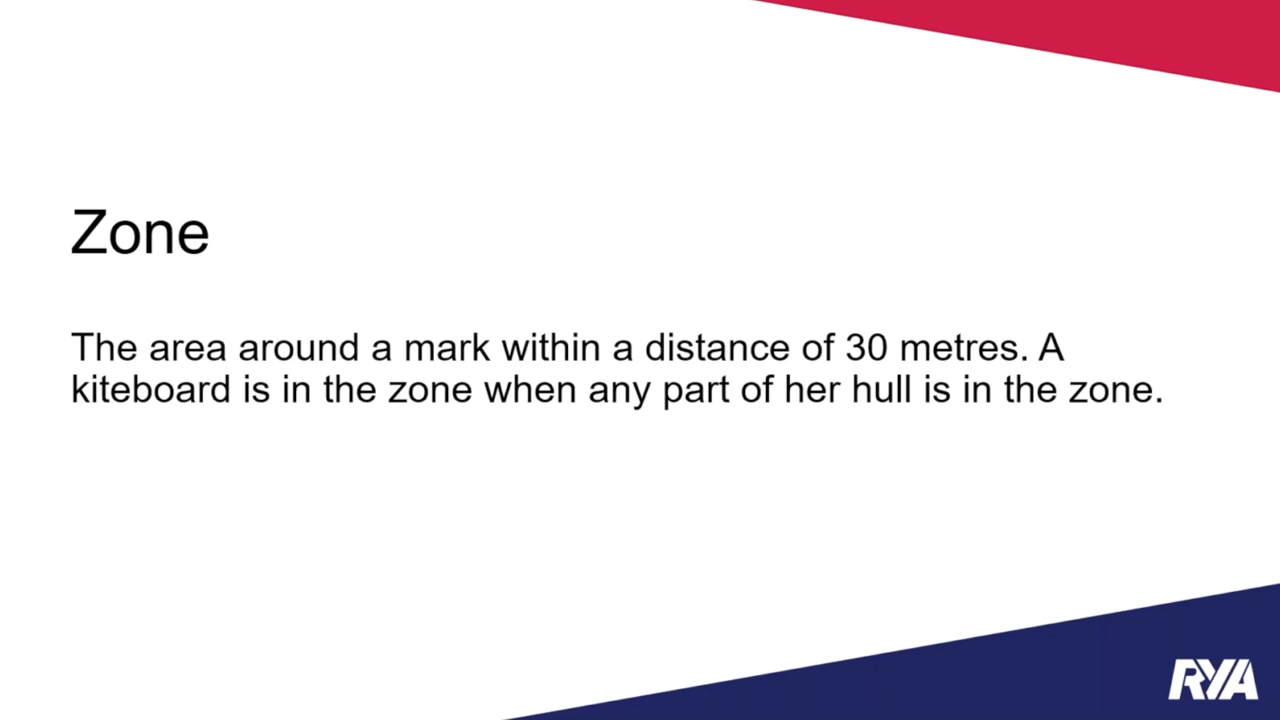 Zone
The area around a mark within a distance of 30 metres. A
kiteboard is in the zone when any part of her hull is in the zone.
RYA